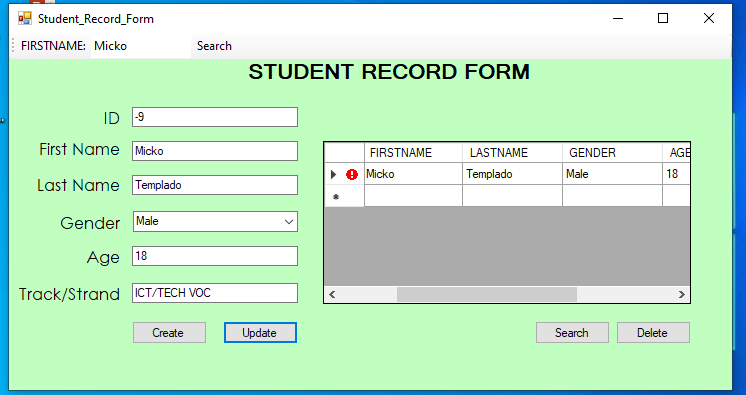 Student_Record_Form
FIRSTNAME: Micko Search
STUDENT RECORD FORM
ID -9
First Name Micko
Last Name Templado
Gender Male
Age 18
Track/Strand ICT/TECH VOC
Create Update
FIRSTNAME LASTNAME GENDER AGE
Micko Templado Male 18
Search Delete